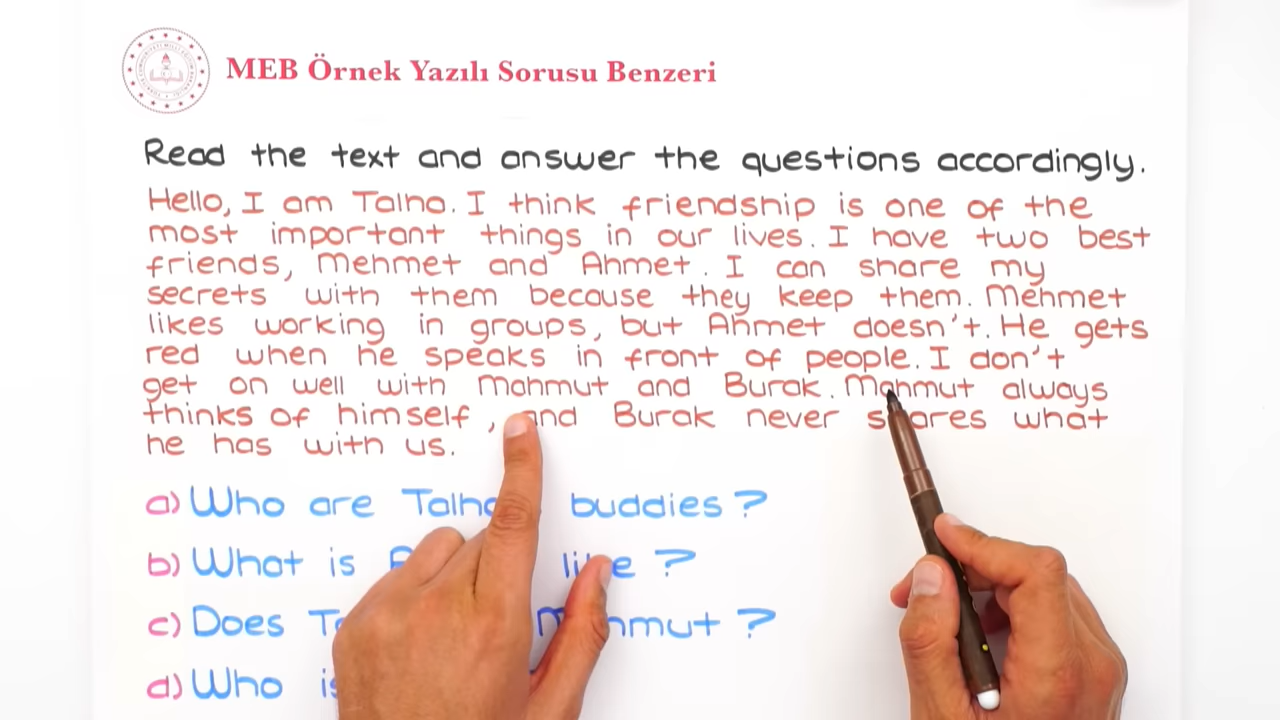 MEB Örnek Yazılı Sorusu Benzeri
Read the text and answer the questions accordingly.
Hello, I am Talha. I think friendship is one of the
most important things in our lives. I have two best
friends, Mehmet and Ahmet. I can share my
secrets with them because they keep them. Mehmet
likes working in groups, but Ahmet doesn't. He gets
red when he speaks in front of people. I don't
get on well with Mahmut and Burak. Mahmut always
thinks of himself, and Burak never shares what
he has with us.
a) Who are buddies?
b) What is like?
c) Does Mahmut?
d) Who